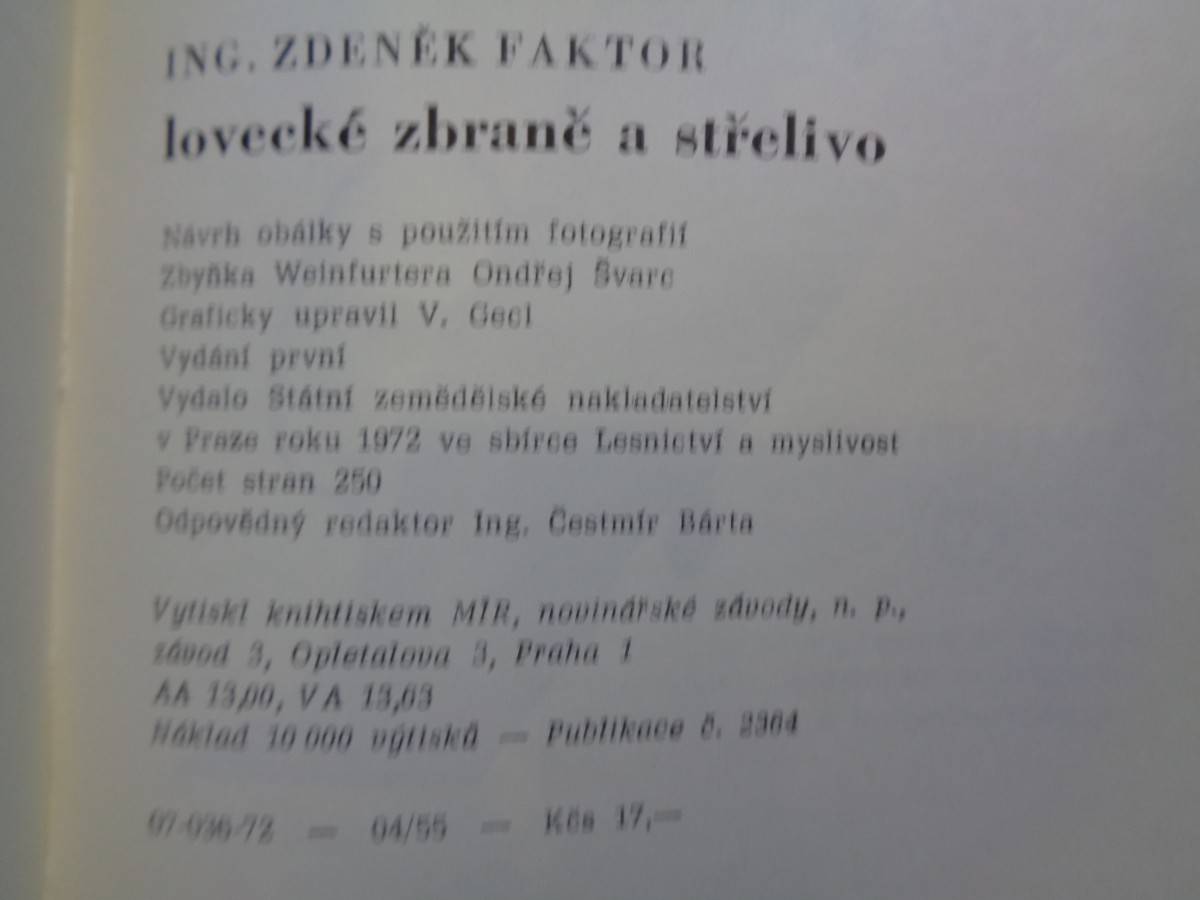 ING. ZDENĚK FAKTOR
lovecké zbraně a střelivo
Návrh obálky s použitím fotografií
Zbyňka Weinfurtera Ondřej Švarc
Graficky upravil V. Gecl
Vydání první
Vydalo Státní zemědělské nakladatelství
v Praze roku 1972 ve sbírce Lesnictví a myslivost
Počet stran 250
Odpovědný redaktor Ing. Čestmír Bárta
Vytiskl knihtiskem MÍR, novinářské závody, n. p.,
závod 3, Opletalova 3, Praha 1
AA 13,00, VA 13,63
Náklad 10 000 výtisků — Publikace č. 2364
07-036-72 — 04/55 — Kčs 17,—